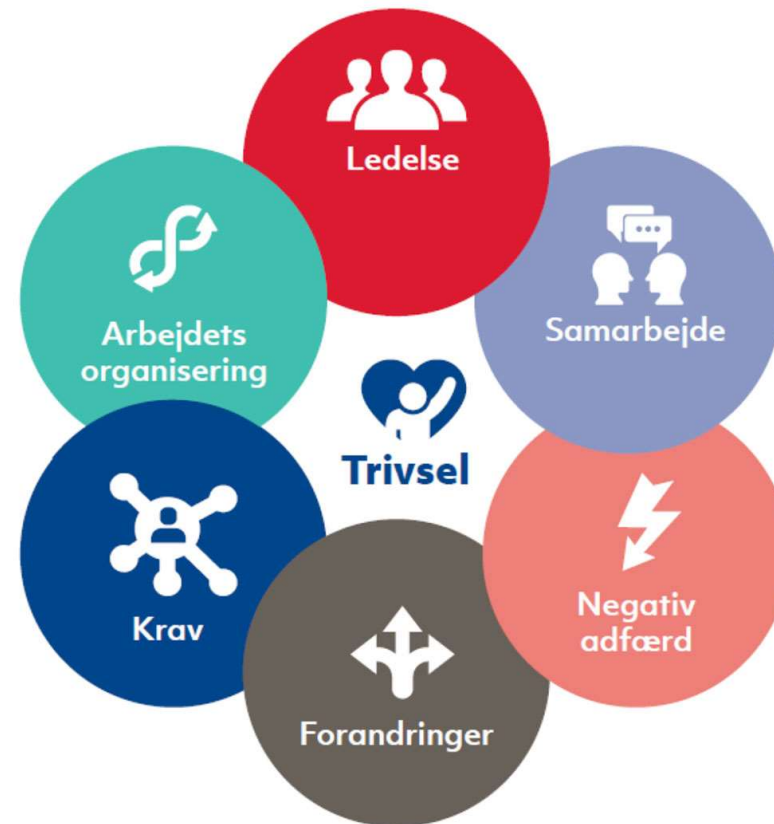 Ledelse
Samarbejde
Negativ
adfærd
Forandringer
Krav
Arbejdets
organisering
Trivsel